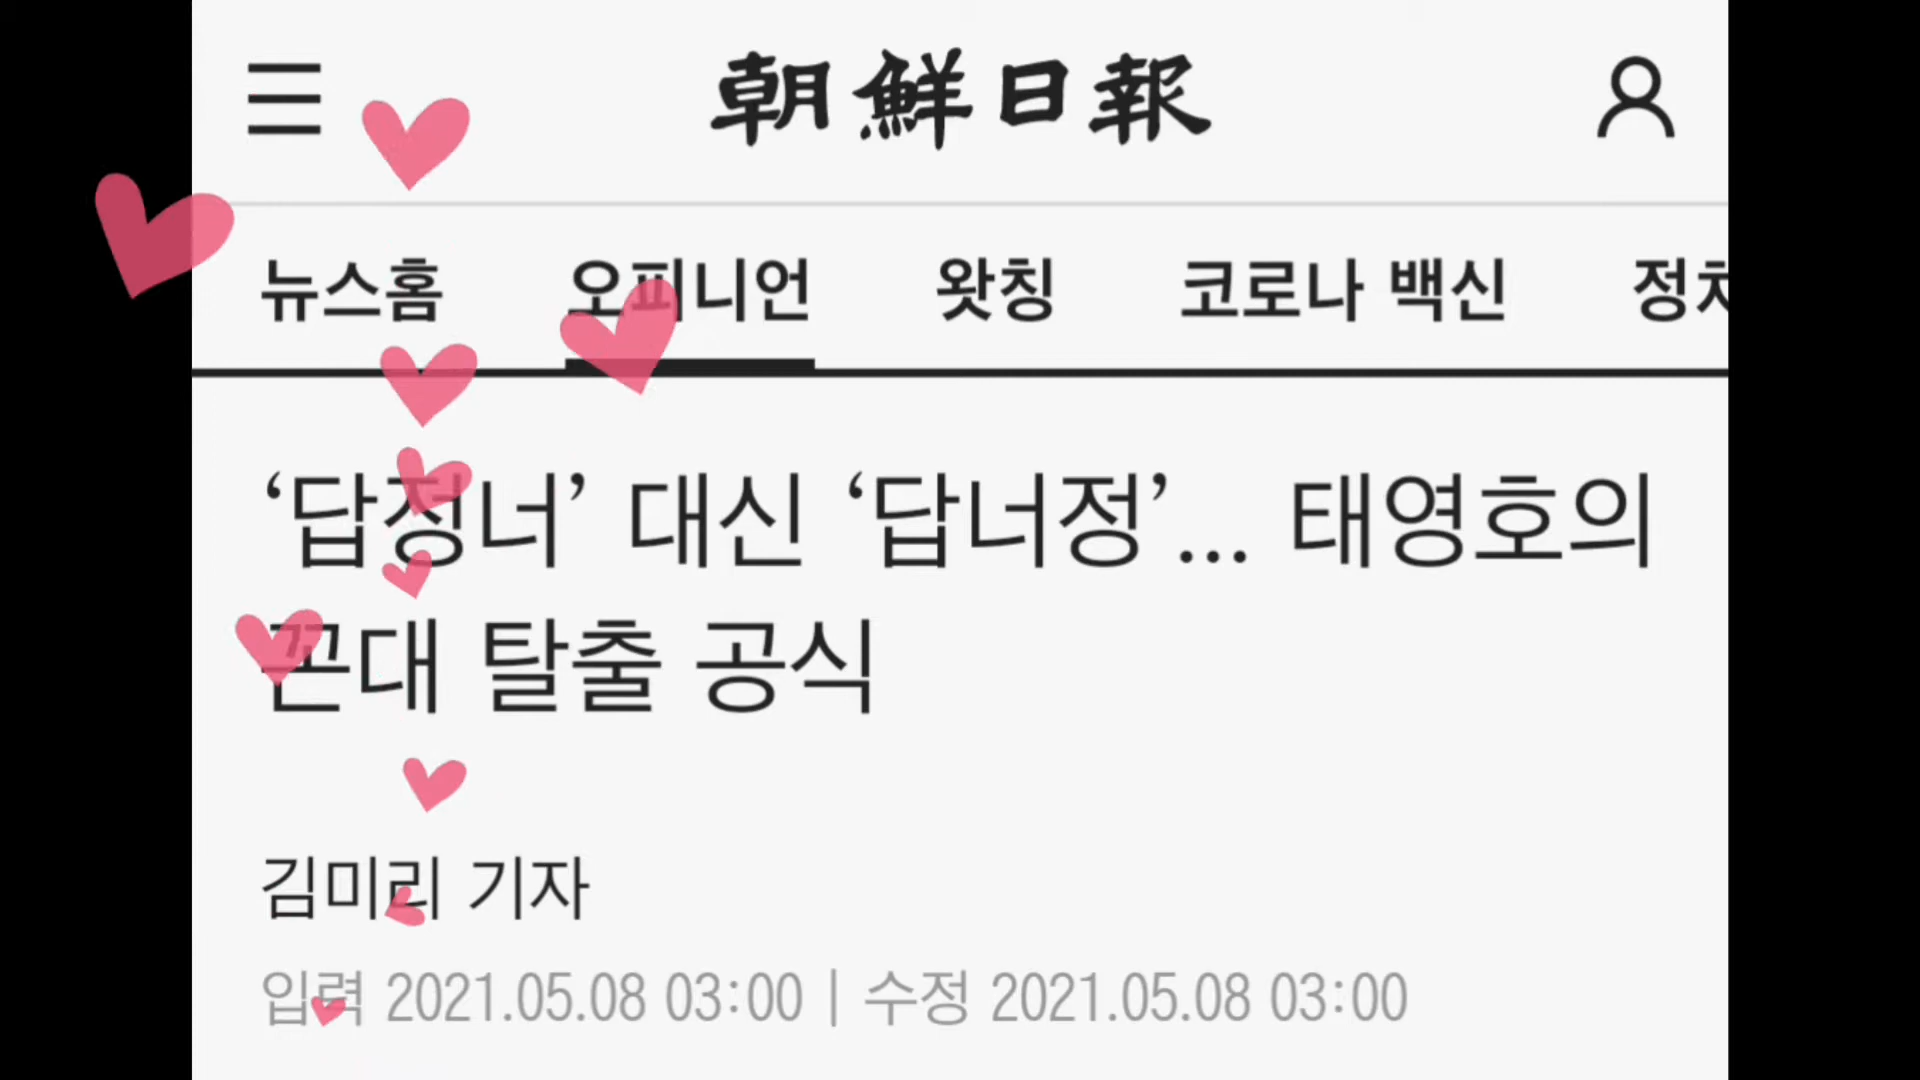 朝鮮日報
뉴스홈 오피니언 왓칭 코로나 백신 정치
‘답정너’ 대신 ‘답너정’... 태영호의
꼰대 탈출 공식
김미리 기자
입력 2021.05.08 03:00 | 수정 2021.05.08 03:00